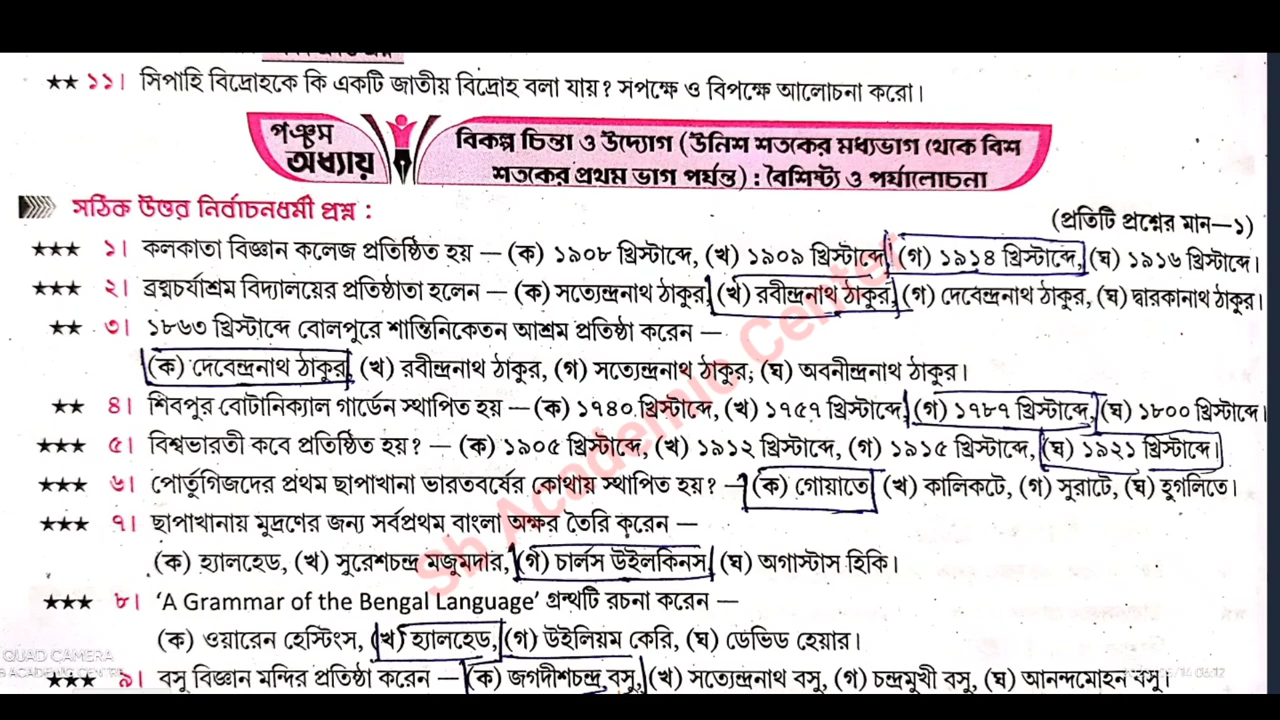 ★★ ১১। সিপাহি বিদ্রোহকে কি একটি জাতীয় বিদ্রোহ বলা যায়? সপক্ষে ও বিপক্ষে আলোচনা করো।
পঞ্চম অধ্যায়
বিকল্প চিন্তা ও উদ্যোগ (উনিশ শতকের মধ্যভাগ থেকে বিশ
শতকের প্রথম ভাগ পর্যন্ত) : বৈশিষ্ট্য ও পর্যালোচনা
সঠিক উত্তর নির্বাচনধর্মী প্রশ্ন :
(প্রতিটি প্রশ্নের মান—১)
★★★ ১। কলকাতা বিজ্ঞান কলেজ প্রতিষ্ঠিত হয় — (ক) ১৯০৮ খ্রিস্টাব্দে, (খ) ১৯০৯ খ্রিস্টাব্দে, (গ) ১৯১৪ খ্রিস্টাব্দে, (ঘ) ১৯১৬ খ্রিস্টাব্দে।
★★★ ২। ব্রহ্মচর্যাশ্রম বিদ্যালয়ের প্রতিষ্ঠাতা হলেন — (ক) সত্যেন্দ্রনাথ ঠাকুর, (খ) রবীন্দ্রনাথ ঠাকুর, (গ) দেবেন্দ্রনাথ ঠাকুর, (ঘ) দ্বারকানাথ ঠাকুর।
★★ ৩। ১৮৬৩ খ্রিস্টাব্দে বোলপুরে শান্তিনিকেতন আশ্রম প্রতিষ্ঠা করেন —
(ক) দেবেন্দ্রনাথ ঠাকুর, (খ) রবীন্দ্রনাথ ঠাকুর, (গ) সত্যেন্দ্রনাথ ঠাকুর; (ঘ) অবনীন্দ্রনাথ ঠাকুর।
★★ ৪। শিবপুর বোটানিক্যাল গার্ডেন স্থাপিত হয় — (ক) ১৭৪০ খ্রিস্টাব্দে, (খ) ১৭৫৭ খ্রিস্টাব্দে, (গ) ১৭৮৭ খ্রিস্টাব্দে, (ঘ) ১৮০০ খ্রিস্টাব্দে।
★★ ৫। বিশ্বভারতী কবে প্রতিষ্ঠিত হয়? — (ক) ১৯০৫ খ্রিস্টাব্দে, (খ) ১৯১২ খ্রিস্টাব্দে, (গ) ১৯১৫ খ্রিস্টাব্দে, (ঘ) ১৯২১ খ্রিস্টাব্দে।
★★★ ৬। পোর্তুগিজদের প্রথম ছাপাখানা ভারতবর্ষের কোথায় স্থাপিত হয়? — (ক) গোয়াতে (খ) কালিকটে, (গ) সুরাটে, (ঘ) হুগলিতে।
★★★ ৭। ছাপাখানায় মুদ্রণের জন্য সর্বপ্রথম বাংলা অক্ষর তৈরি করেন —
(ক) হ্যালহেড, (খ) সুরেশচন্দ্র মজুমদার, (গ) চার্লস উইলকিনস, (ঘ) অগাস্টাস হিকি।
★★★ ৮। 'A Grammar of the Bengal Language' গ্রন্থটি রচনা করেন —
(ক) ওয়ারেন হেস্টিংস, (খ) হ্যালহেড, (গ) উইলিয়ম কেরি, (ঘ) ডেভিড হেয়ার।
★★★ ৯। বসু বিজ্ঞান মন্দির প্রতিষ্ঠা করেন — (ক) জগদীশচন্দ্র বসু, (খ) সত্যেন্দ্রনাথ বসু, (গ) চন্দ্রমুখী বসু, (ঘ) আনন্দমোহন বসু।
Sb Academic Center
QUAD CAMERA